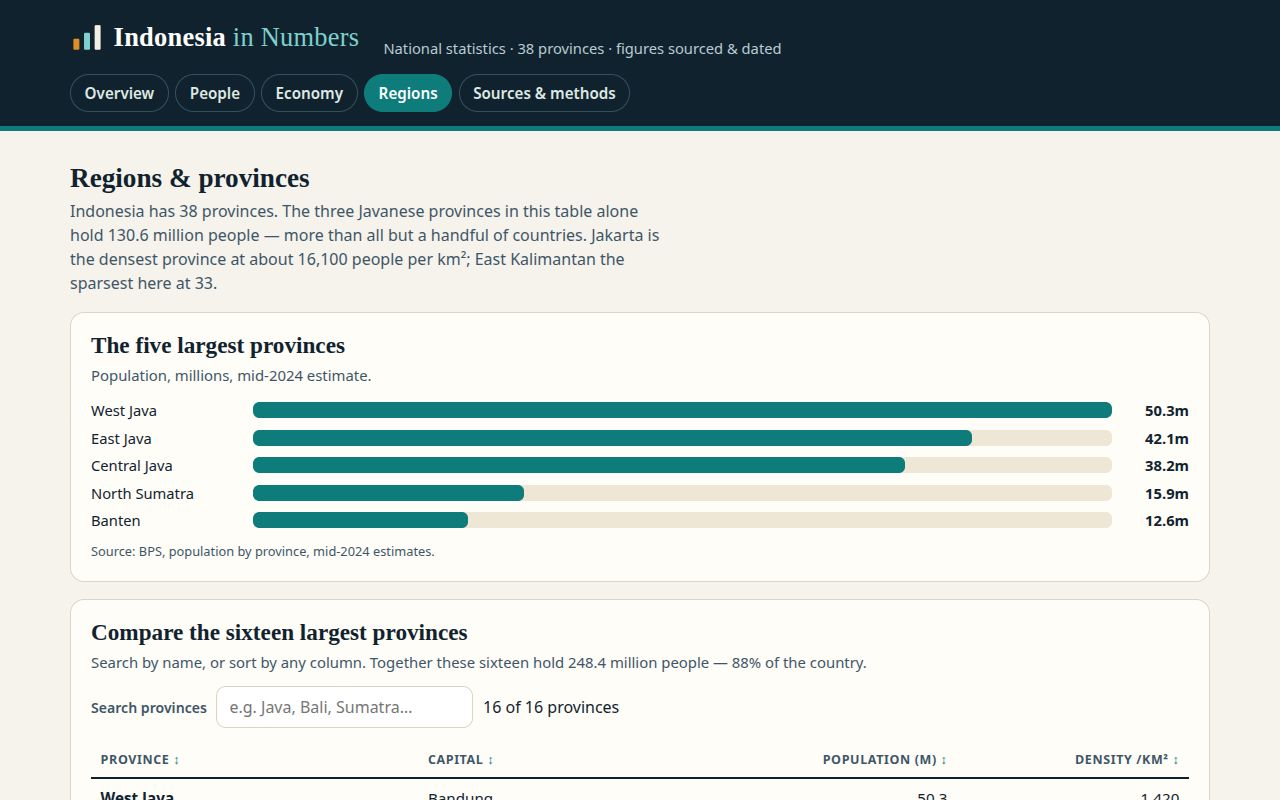 Indonesia in Numbers
National statistics · 38 provinces · figures sourced & dated
Overview
People
Economy
Regions
Sources & methods
Regions & provinces
Indonesia has 38 provinces. The three Javanese provinces in this table alone
hold 130.6 million people — more than all but a handful of countries. Jakarta is
the densest province at about 16,100 people per km²; East Kalimantan the
sparsest here at 33.
The five largest provinces
Population, millions, mid-2024 estimate.
West Java 50.3m
East Java 42.1m
Central Java 38.2m
North Sumatra 15.9m
Banten 12.6m
Source: BPS, population by province, mid-2024 estimates.
Compare the sixteen largest provinces
Search by name, or sort by any column. Together these sixteen hold 248.4 million people — 88% of the country.
Search provinces e.g. Java, Bali, Sumatra... 16 of 16 provinces
PROVINCE ↕ CAPITAL ↕ POPULATION (M) ↕ DENSITY /KM² ↕
West Java Bandung 50.3 1,420